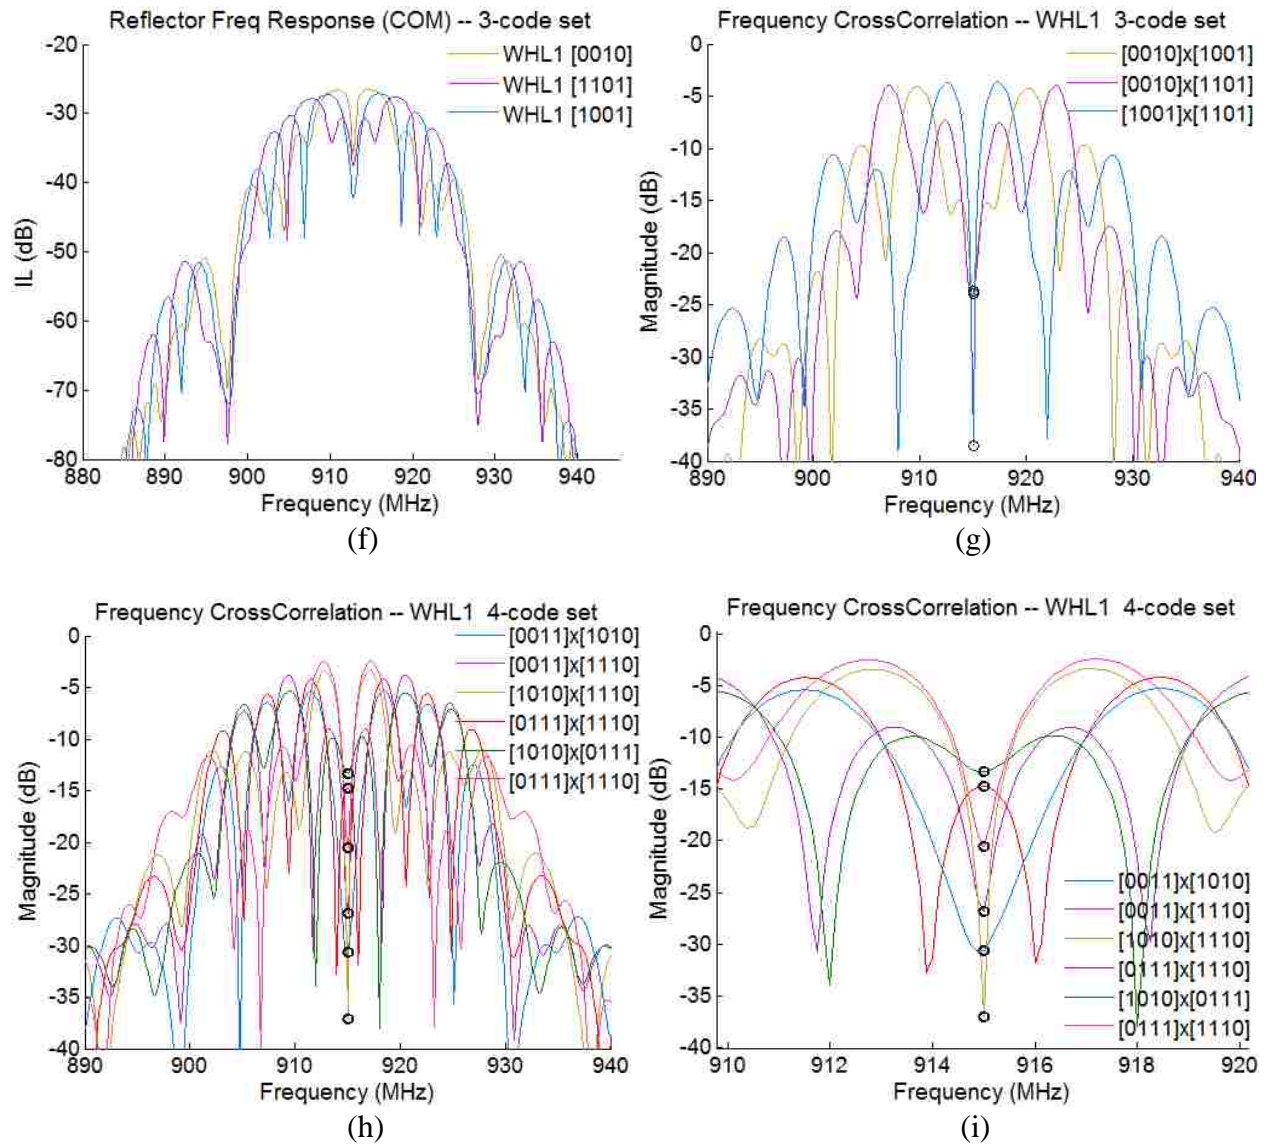 Reflector Freq Response (COM) -- 3-code set
-20
-30
-40
-50
-60
-70
-80
IL (dB)
WHL1 [0010]
WHL1 [1101]
WHL1 [1001]
880 890 900 910 920 930 940
Frequency (MHz)
(f)
Frequency CrossCorrelation -- WHL1 3-code set
0
-5
-10
-15
-20
-25
-30
-35
-40
Magnitude (dB)
[0010]x[1001]
[0010]x[1101]
[1001]x[1101]
890 900 910 920 930 940
Frequency (MHz)
(g)
Frequency CrossCorrelation -- WHL1 4-code set
0
-5
-10
-15
-20
-25
-30
-35
-40
Magnitude (dB)
[0011]x[1010]
[0011]x[1110]
[1010]x[1110]
[0111]x[1110]
[1010]x[0111]
[0111]x[1110]
890 900 910 920 930 940
Frequency (MHz)
(h)
Frequency CrossCorrelation -- WHL1 4-code set
0
-5
-10
-15
-20
-25
-30
-35
-40
Magnitude (dB)
[0011]x[1010]
[0011]x[1110]
[1010]x[1110]
[0111]x[1110]
[1010]x[0111]
[0111]x[1110]
910 912 914 916 918 920
Frequency (MHz)
(i)